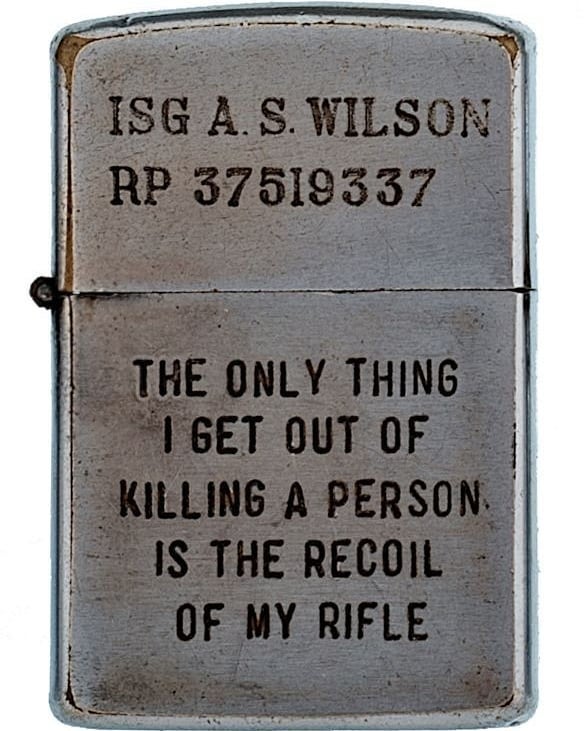 ISG A. S. WILSON
RP 37519337
THE ONLY THING
I GET OUT OF
KILLING A PERSON
IS THE RECOIL
OF MY RIFLE